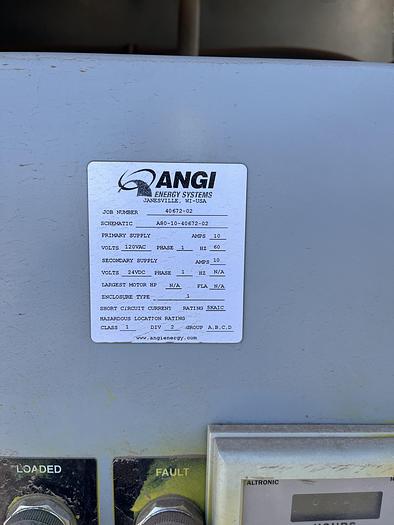 ANGI
ENERGY SYSTEMS
JANESVILLE, WI-USA
JOB NUMBER 40672-02
SCHEMATIC A80-10-40672-02
PRIMARY SUPPLY AMPS 10
VOLTS 120VAC PHASE 1 HZ 60
SECONDARY SUPPLY AMPS 10
VOLTS 24VDC PHASE 1 HZ N/A
LARGEST MOTOR HP N/A FLA N/A
ENCLOSURE TYPE 1
SHORT CIRCUIT CURRENT RATING 5KAIC
HAZARDOUS LOCATION RATING
CLASS 1 DIV 2 GROUP A,B,C,D
www.angienergy.com
LOADED
FAULT
ALTRONIC
HOURS